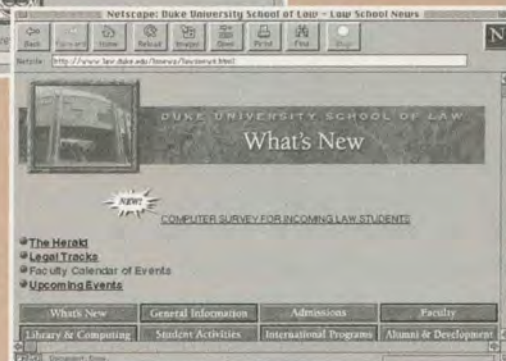 Netscape: Duke University School of Law – Law School News
Back Forward Home Reload Images Open Print Find Stop
N
DUKE UNIVERSITY SCHOOL OF LAW
What's New
NEW!
COMPUTER SURVEY FOR INCOMING LAW STUDENTS
The Herald
Legal Tracks
Faculty Calendar of Events
Upcoming Events
What's New General Information Admissions Faculty
Library & Computing Student Activities International Programs Alumni & Development
Document: Done